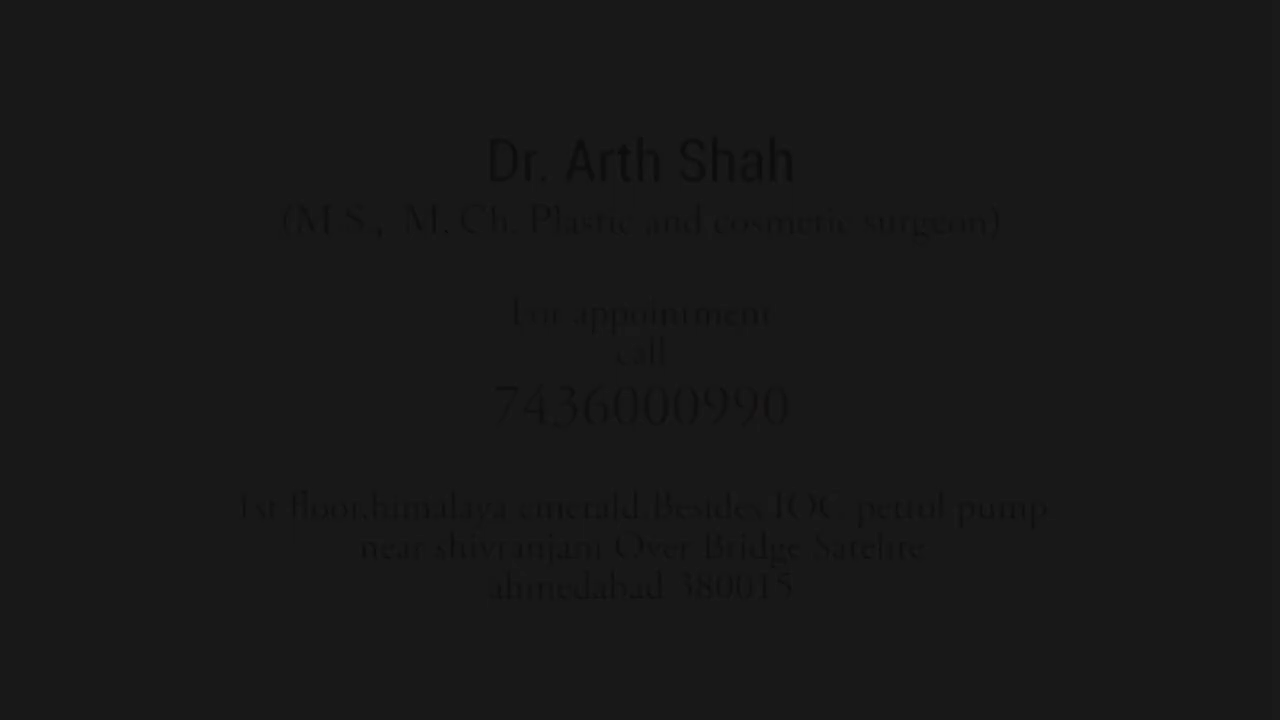 Dr. Arth Shah
(M.S., M. Ch. Plastic and cosmetic surgeon)
For appointment
call
7436000990
1st floor,himalaya emerald,Besides IOC petrol pump
near shivranjani Over Bridge Satelite
ahmedabad 380015